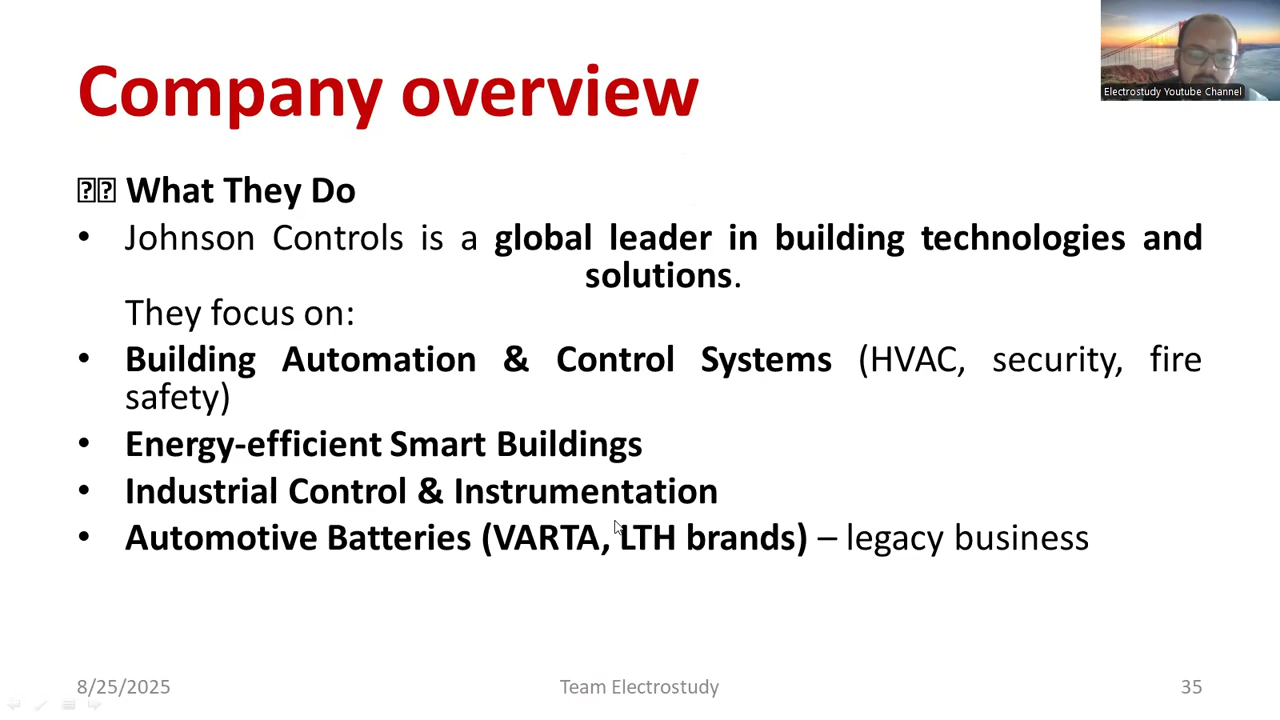 Company overview
Electrostudy Youtube Channel
What They Do
• Johnson Controls is a global leader in building technologies and
solutions.
They focus on:
• Building Automation & Control Systems (HVAC, security, fire
safety)
• Energy-efficient Smart Buildings
• Industrial Control & Instrumentation
• Automotive Batteries (VARTA, LTH brands) – legacy business
8/25/2025
Team Electrostudy
35